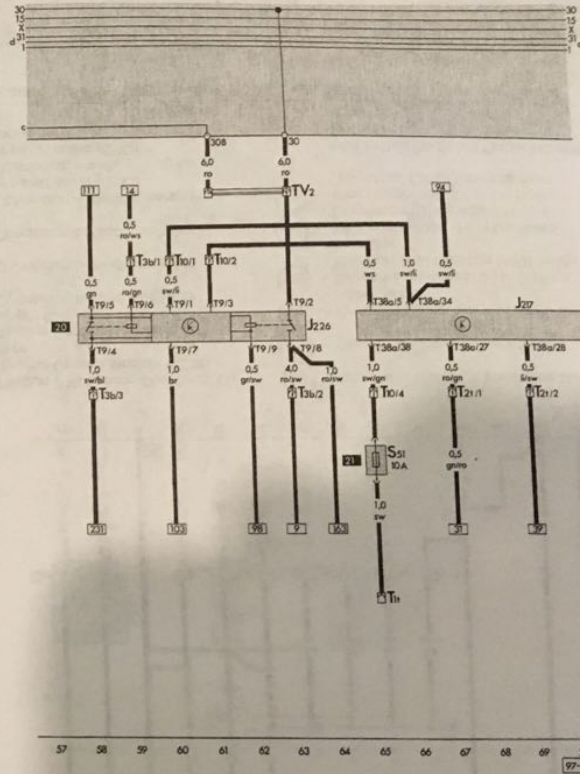 30 30
15 15
X X
31 31
d
1 1
c
30B 30
6,0 6,0
ro ro
TV2
111 14 94
0,5 0,5 1,0 0,5
ro/ws ws sw/li sw/li
T3b/1 T10/1 T10/2
0,5 0,5 0,5
gn ro/gn sw/li
T9/5 T9/6 T9/1 T9/3 T9/2 T38a/5 T38a/34
20 J226 J217
T9/4 T9/7 T9/9 T9/8 T38a/38 T38a/27 T38a/28
1,0 1,0 0,5 4,0 1,0 1,0 0,5 0,5
sw/bl br gr/sw ro/sw ro/sw sw/gn ro/gn li/sw
T3b/3 T3b/2 T10/4 T2t/1 T2t/2
21 S51
10A
0,5
gn/ro
1,0
sw
231 103 98 9 163 51 39
T1t
57 58 59 60 61 62 63 64 65 66 67 68 69
97-